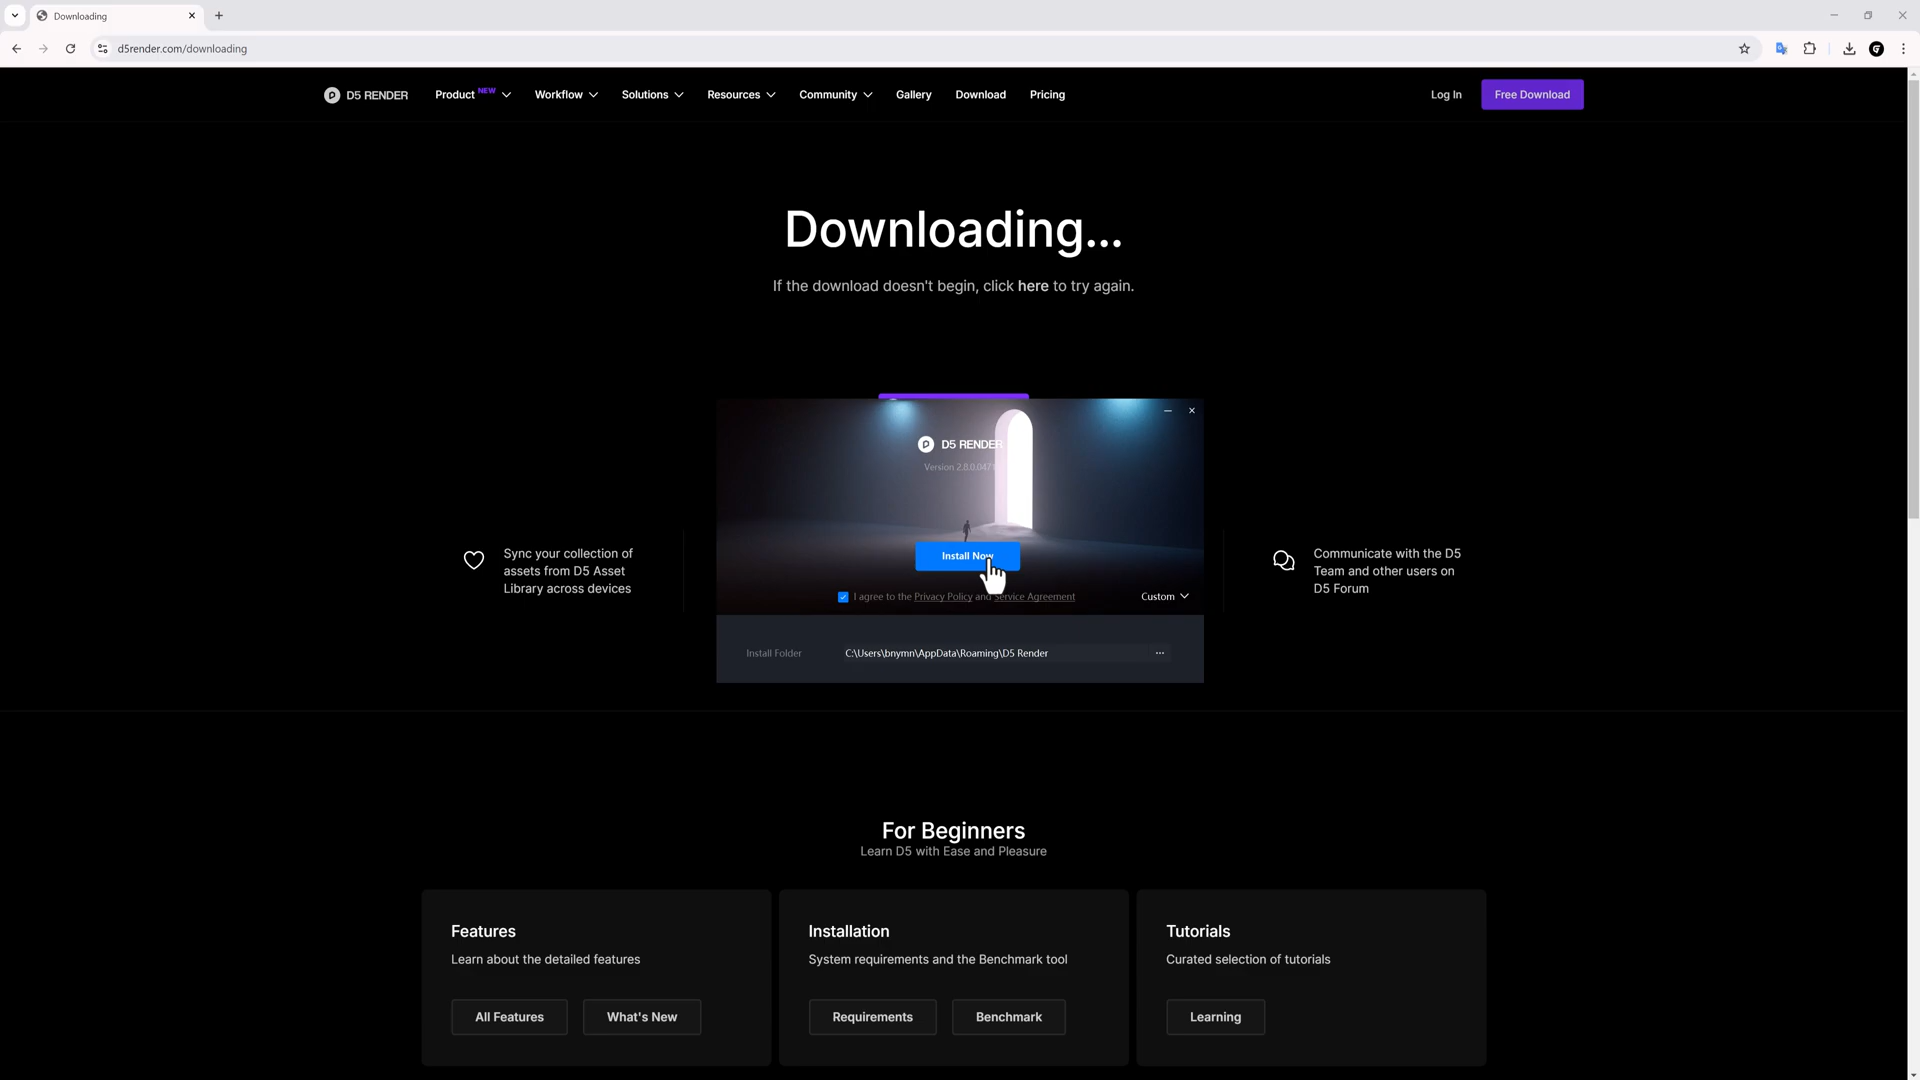 Downloading
d5render.com/downloading
D5 RENDER Product NEW Workflow Solutions Resources Community Gallery Download Pricing Log In Free Download
Downloading...
If the download doesn't begin, click here to try again.
D5 RENDER
Version 2.8.0.0471
Install Now
I agree to the Privacy Policy and Service Agreement Custom
Install Folder C:\Users\bnymn\AppData\Roaming\D5 Render ...
Sync your collection of
assets from D5 Asset
Library across devices
Communicate with the D5
Team and other users on
D5 Forum
For Beginners
Learn D5 with Ease and Pleasure
Features
Learn about the detailed features
All Features What's New
Installation
System requirements and the Benchmark tool
Requirements Benchmark
Tutorials
Curated selection of tutorials
Learning